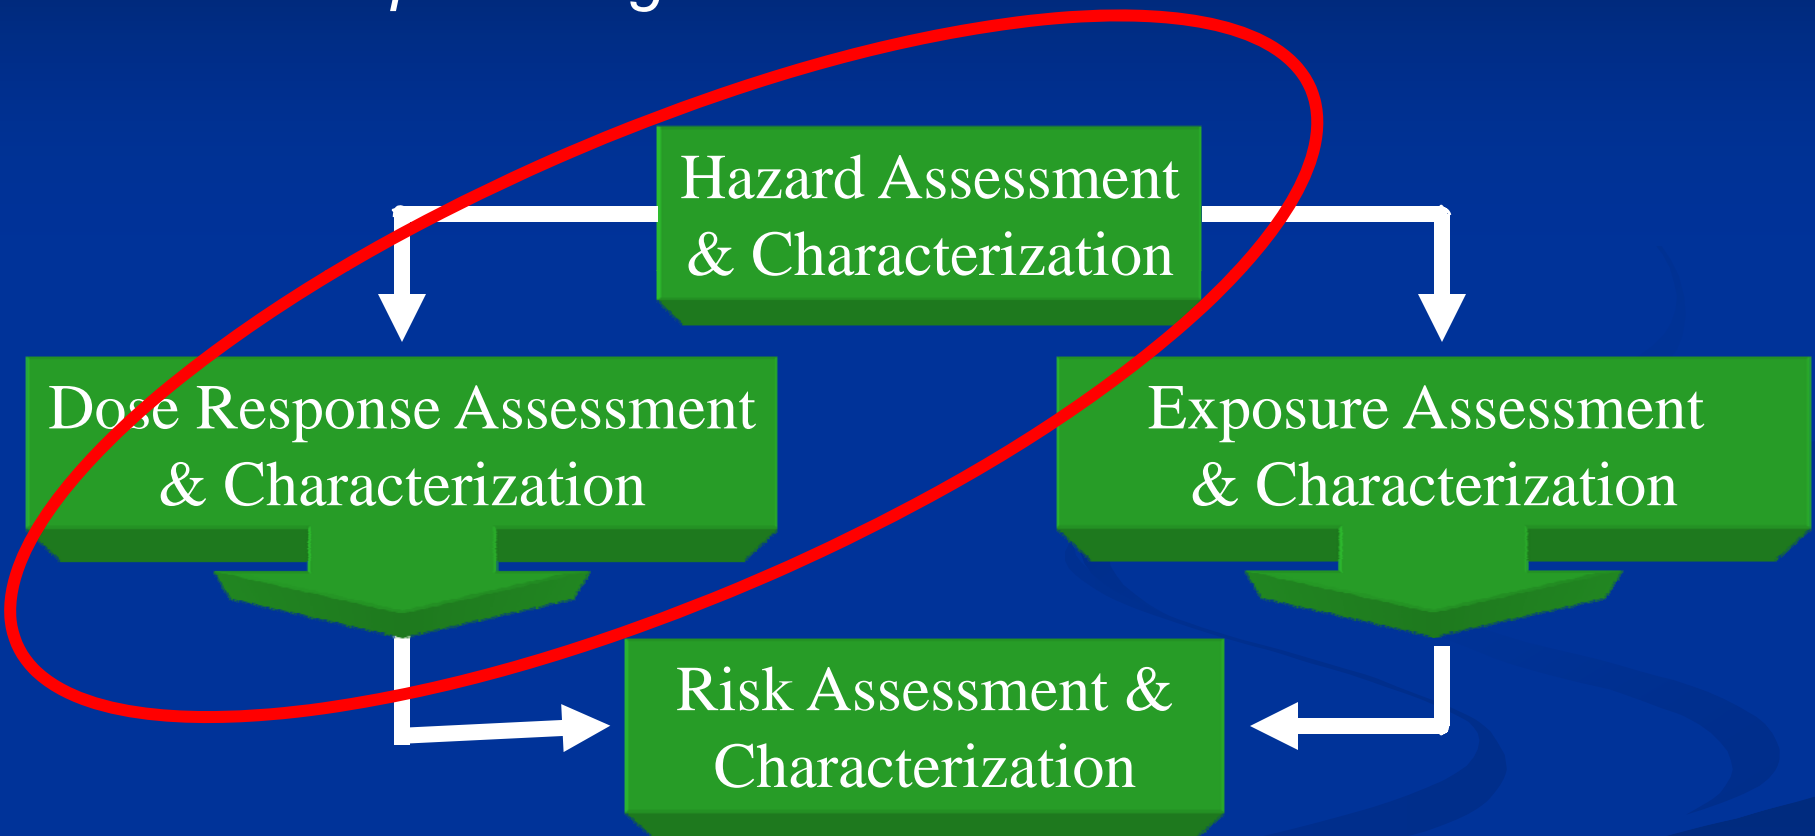 Hazard Assessment
& Characterization
Dose Response Assessment
& Characterization
Exposure Assessment
& Characterization
Risk Assessment &
Characterization